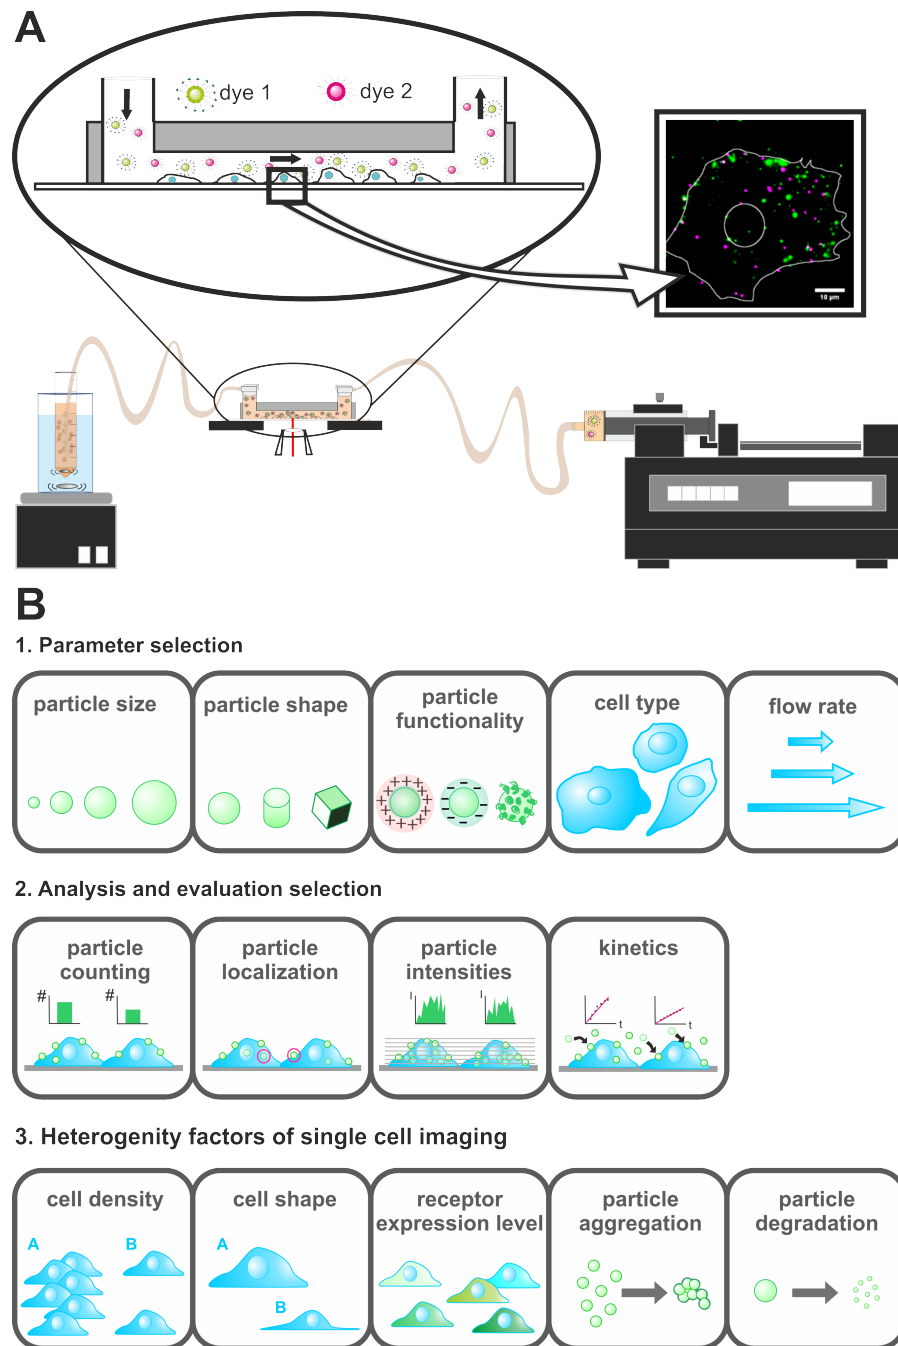 A
dye 1
dye 2
10 µm
B
1. Parameter selection
particle size
particle shape
particle
functionality
cell type
flow rate
2. Analysis and evaluation selection
particle
counting
#
#
particle
localization
particle
intensities
I
I
kinetics
t
t
3. Heterogenity factors of single cell imaging
cell density
A
B
cell shape
A
B
receptor
expression level
particle
aggregation
particle
degradation